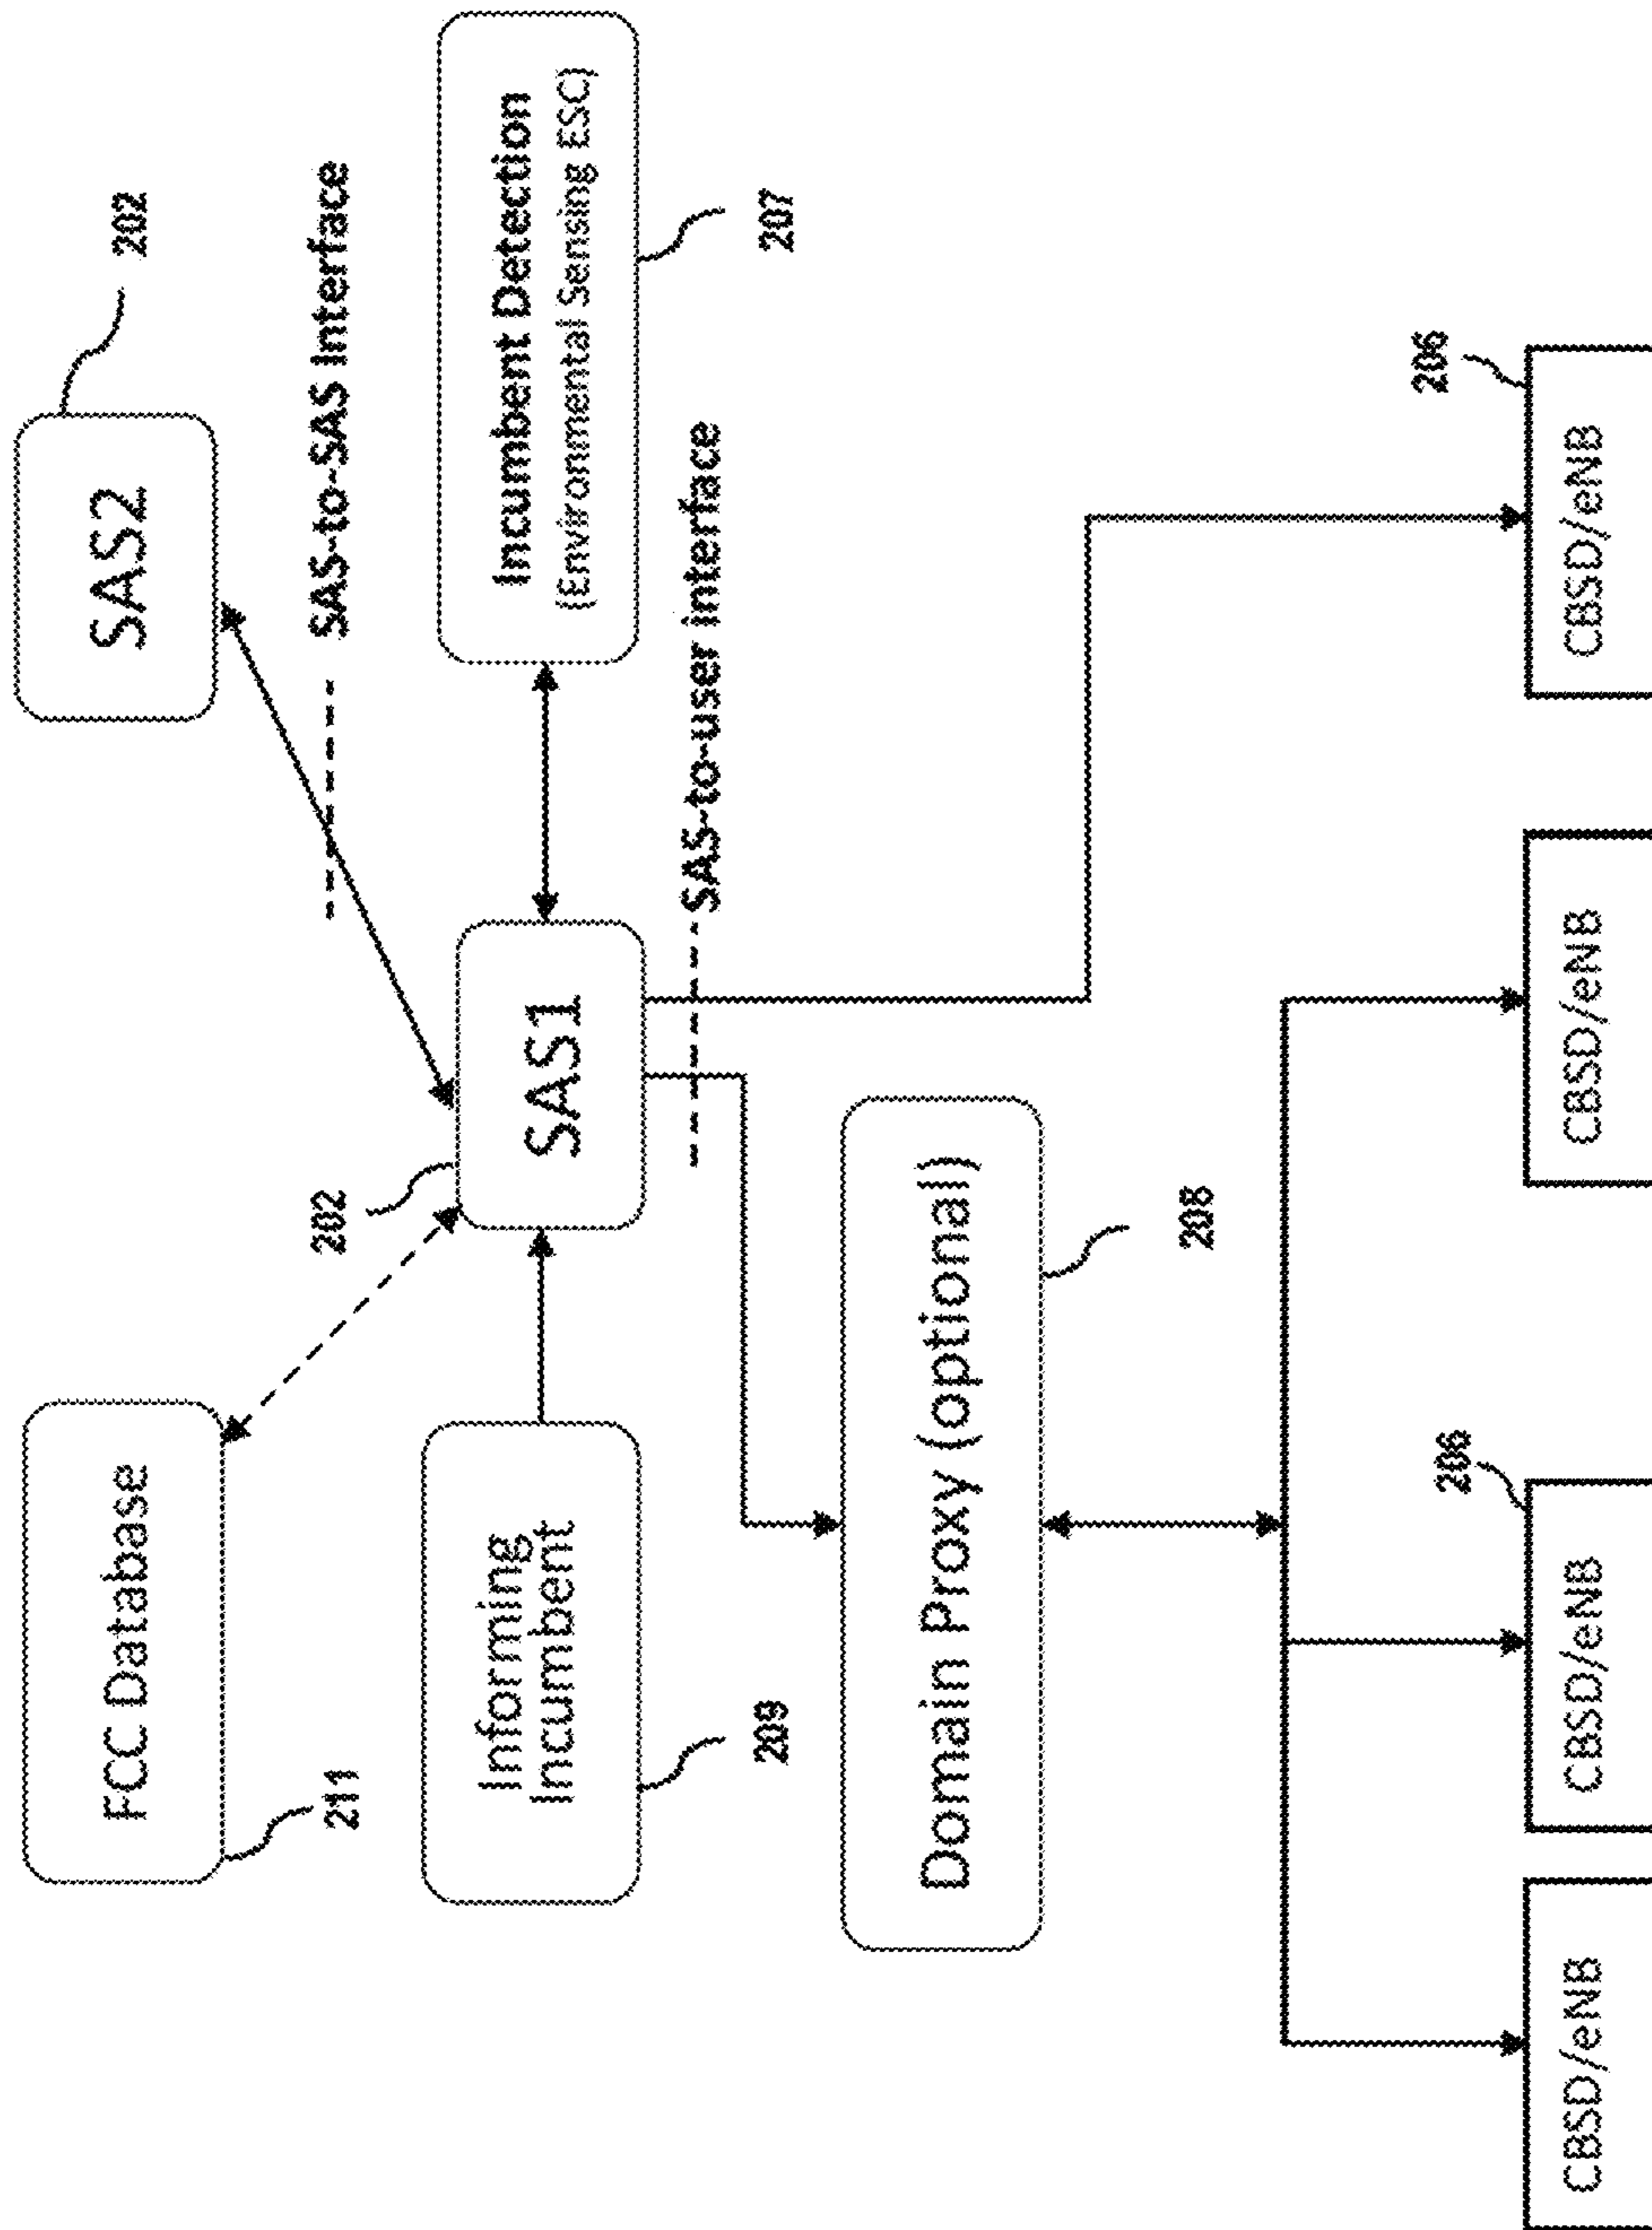 FCC Database
211
SAS2
202
SAS-to-SAS Interface
202
Informing
Incumbent
209
SAS1
Incumbent Detection
(Environmental Sensing ESC)
207
SAS-to-user interface
Domain Proxy (optional)
208
206
206
CBSD/eNB
CBSD/eNB
CBSD/eNB
CBSD/eNB